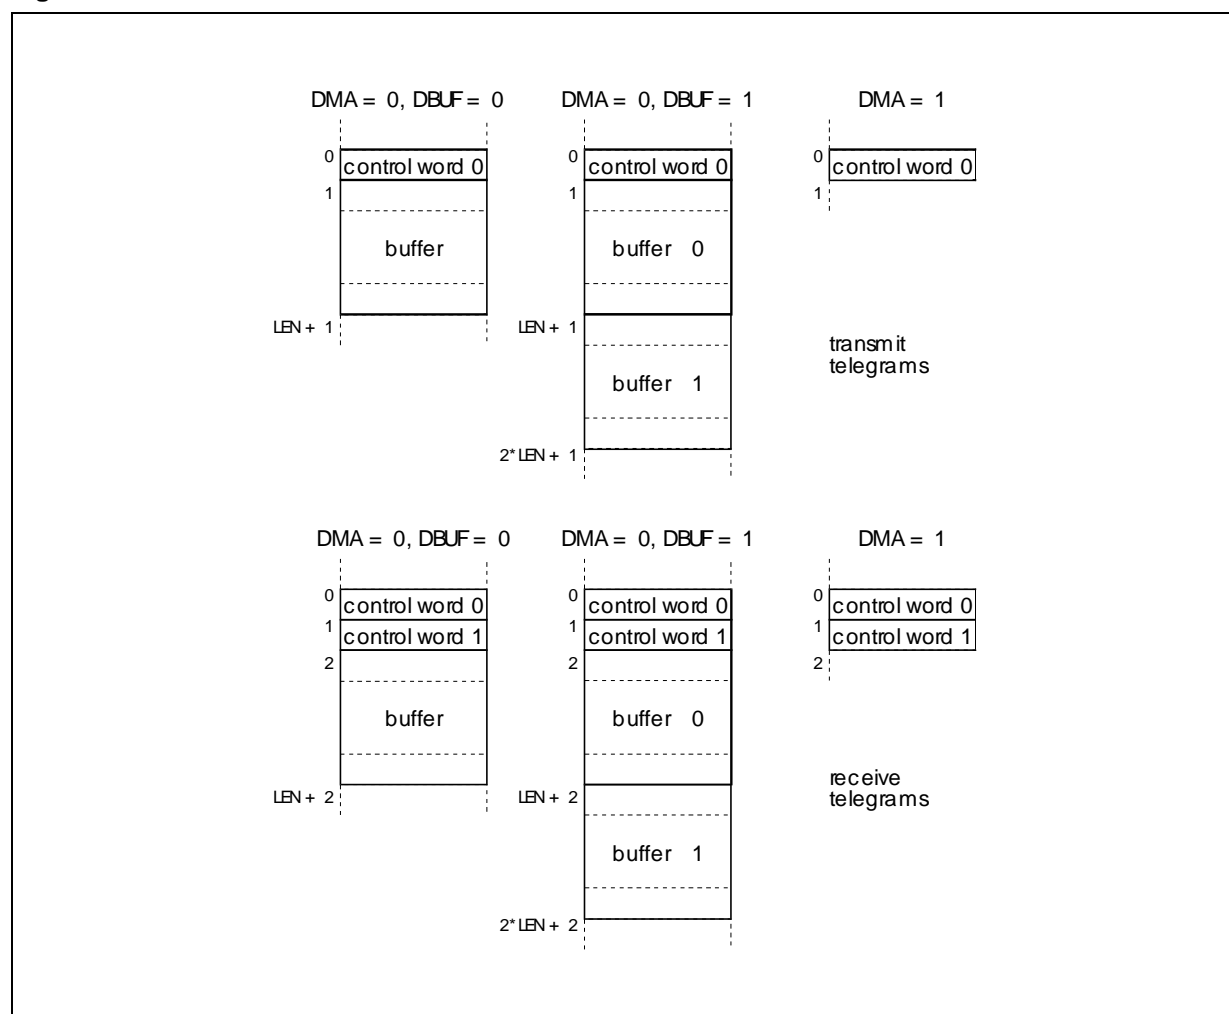 DMA = 0, DBUF = 0 DMA = 0, DBUF = 1 DMA = 1
0 control word 0 0 control word 0 0 control word 0
1 1 1
buffer buffer 0
LEN + 1 LEN + 1
transmit
telegrams
buffer 1
2*LEN + 1
DMA = 0, DBUF = 0 DMA = 0, DBUF = 1 DMA = 1
0 control word 0 0 control word 0 0 control word 0
1 control word 1 1 control word 1 1 control word 1
2 2 2
buffer buffer 0
LEN + 2 LEN + 2
receive
telegrams
buffer 1
2*LEN + 2